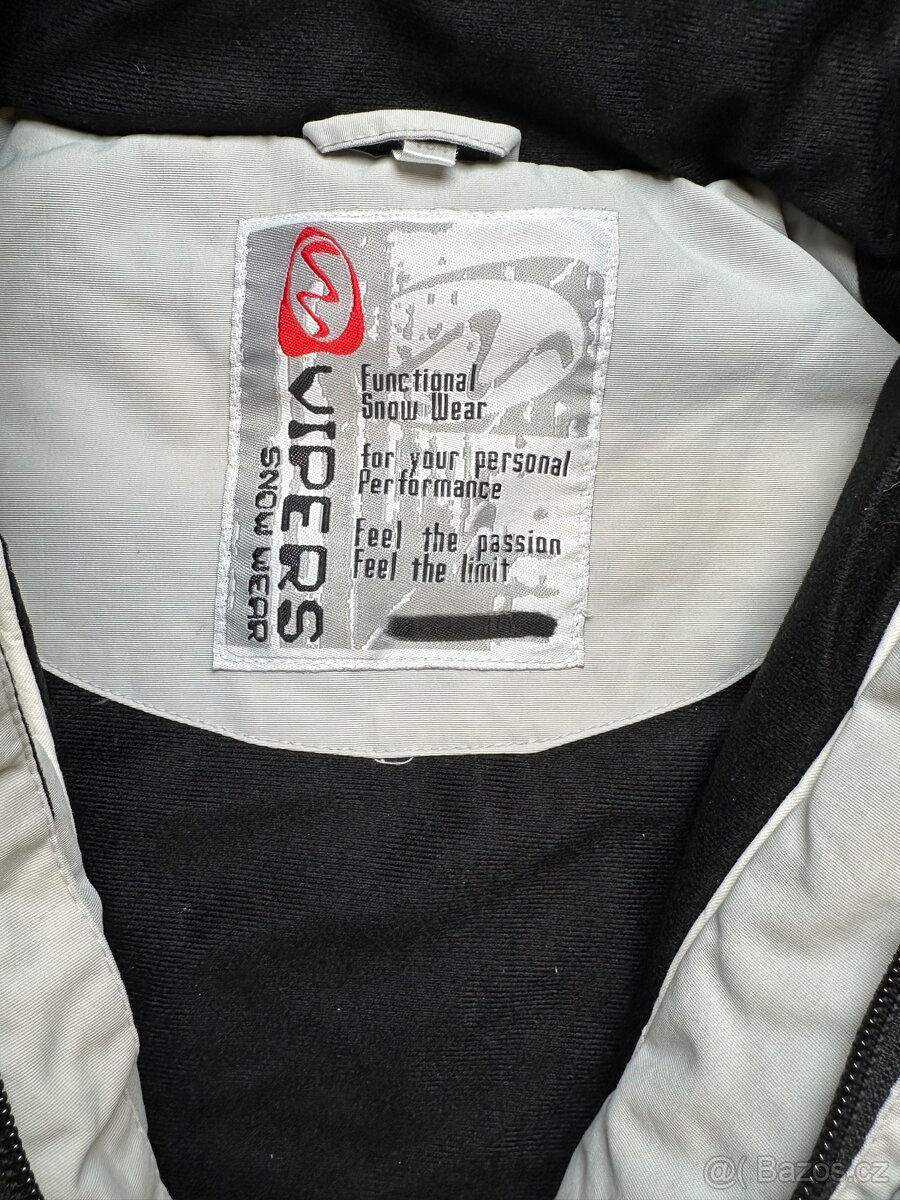 VIPERS
SNOW WEAR
Functional
Snow Wear
for your personal
Performance
Feel the passion
Feel the limit
@( Bazos.cz